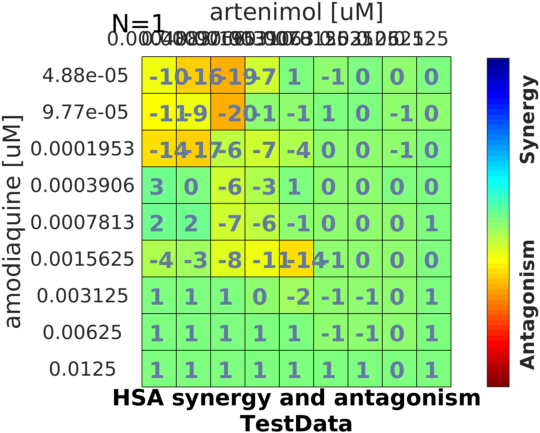 N=1
artenimol [uM]
amodiaquine [uM]
4.88e-05 -10 -16 -19 -7 1 -1 0 0 0
9.77e-05 -11 -9 -20 -1 -1 1 0 -1 0
0.0001953 -14 -17 -6 -7 -4 0 0 -1 0
0.0003906 3 0 -6 -3 1 0 0 0 0
0.0007813 2 2 -7 -6 -1 0 0 0 1
0.0015625 -4 -3 -8 -11 -14 -1 0 0 0
0.003125 1 1 1 0 -2 -1 -1 0 1
0.00625 1 1 1 1 1 -1 -1 0 1
0.0125 1 1 1 1 1 1 1 0 1
Synergy
Antagonism
HSA synergy and antagonism
TestData